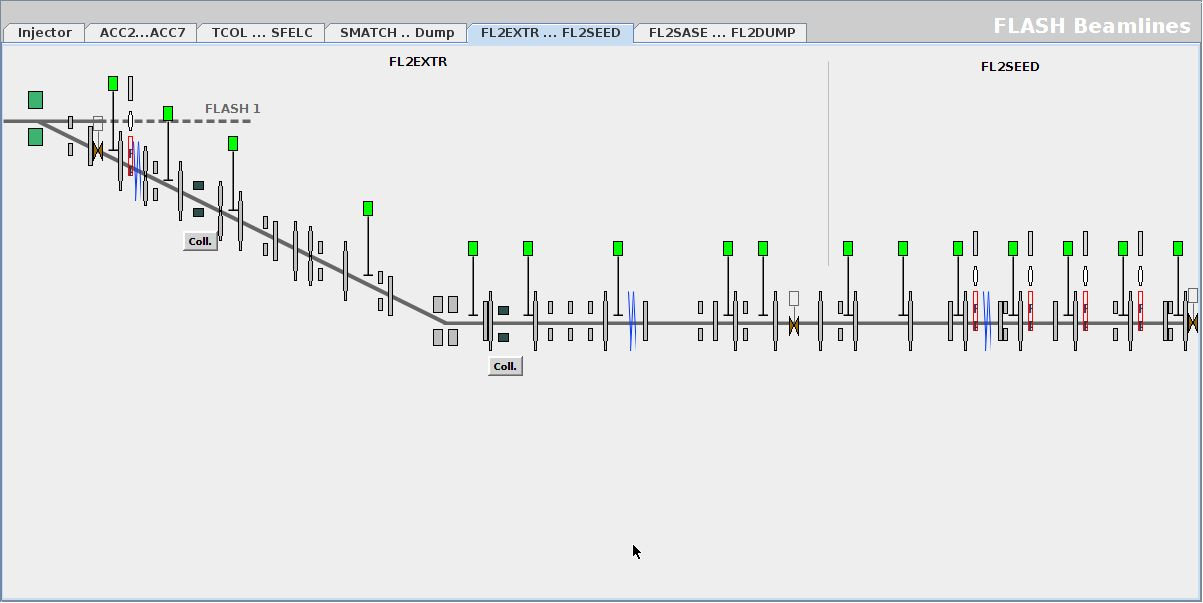 FLASH Beamlines
Injector
ACC2...ACC7
TCOL ... SFELC
SMATCH .. Dump
FL2EXTR ... FL2SEED
FL2SASE ... FL2DUMP
FL2EXTR
FL2SEED
FLASH 1
Coll.
Coll.